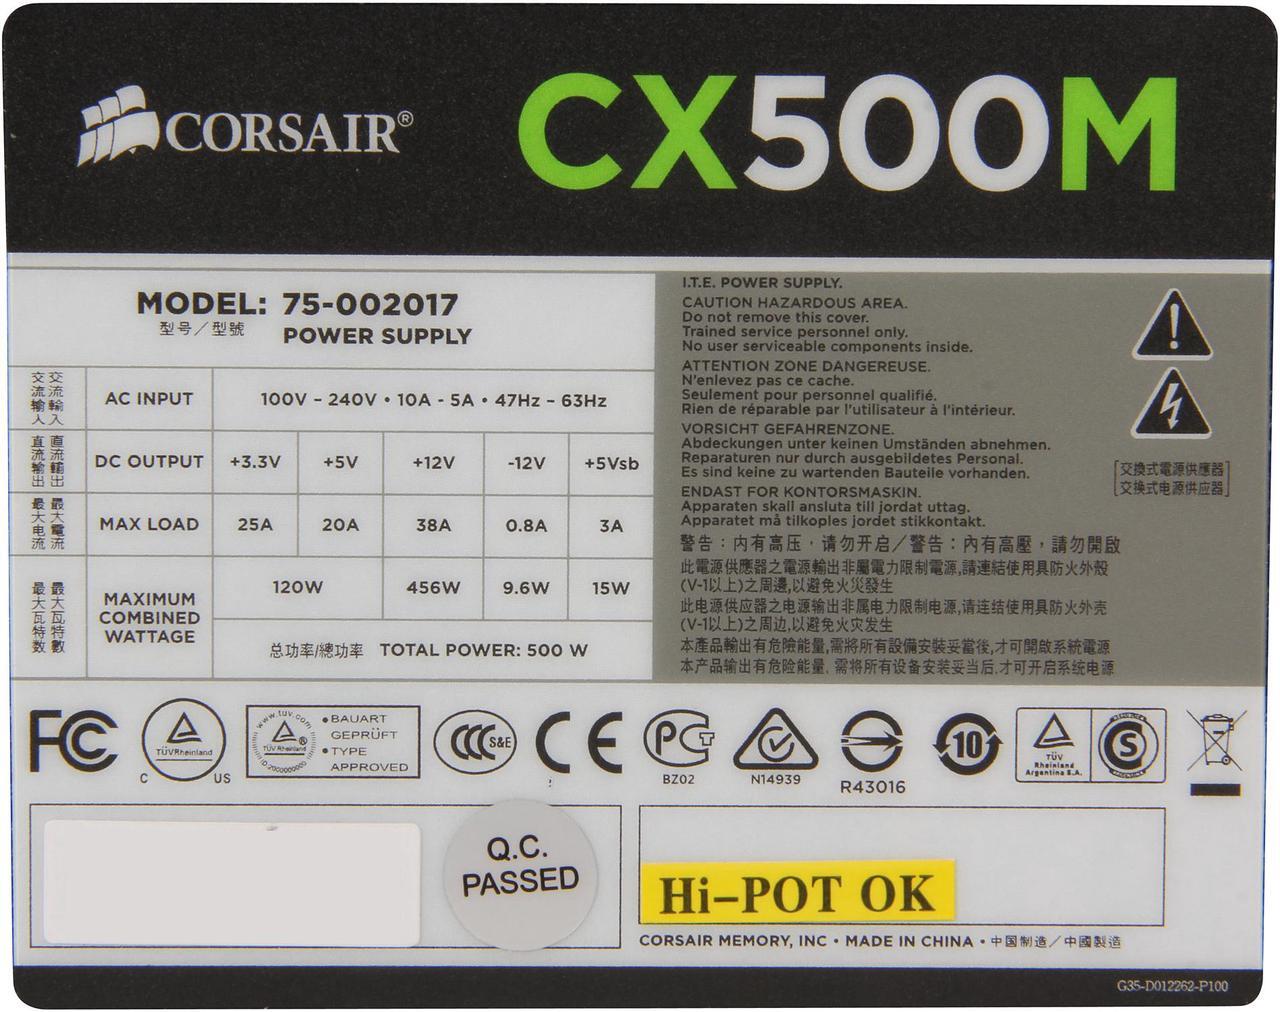 CORSAIR®
CX500M
MODEL: 75-002017
型号／型號 POWER SUPPLY
交流输入 交流輸入 AC INPUT 100V – 240V • 10A - 5A • 47Hz – 63Hz
直流输出 直流輸出 DC OUTPUT +3.3V +5V +12V -12V +5Vsb
最大电流 最大電流 MAX LOAD 25A 20A 38A 0.8A 3A
最大瓦特数 最大瓦特數 MAXIMUM COMBINED WATTAGE 120W 456W 9.6W 15W
总功率/總功率 TOTAL POWER: 500 W
I.T.E. POWER SUPPLY.
CAUTION HAZARDOUS AREA.
Do not remove this cover.
Trained service personnel only.
No user serviceable components inside.
ATTENTION ZONE DANGEREUSE.
N'enlevez pas ce cache.
Seulement pour personnel qualifié.
Rien de réparable par l'utilisateur à l'intérieur.
VORSICHT GEFAHRENZONE.
Abdeckungen unter keinen Umständen abnehmen.
Reparaturen nur durch ausgebildetes Personal.
Es sind keine zu wartenden Bauteile vorhanden.
ENDAST FOR KONTORSMASKIN.
Apparaten skall ansluta till jordat uttag.
Apparatet må tilkoples jordet stikkontakt.
警告：内有高压，请勿开启／警告：內有高壓，請勿開啟
此電源供應器之電源輸出非屬電力限制電源,請連結使用具防火外殼
(V-1以上)之周邊,以避免火災發生
此电源供应器之电源输出非属电力限制电源,请连结使用具防火外壳
(V-1以上)之周边,以避免火灾发生
本產品輸出有危險能量,需將所有設備安裝妥當後,才可開啟系統電源
本产品输出有危险能量, 需将所有设备安装妥当后,才可开启系统电源
交換式電源供應器
交换式电源供应器
FC
TÜVRheinland
C US
www.tuv.com
TÜVRheinland®
ID:2000000000
• BAUART
GEPRÜFT
• TYPE
APPROVED
CCC S&E
CE
PCT
BZ02
N14939
R43016
10
TÜV
Rheinland
Argentina S.A.
S
Q.C.
PASSED
Hi-POT OK
CORSAIR MEMORY, INC • MADE IN CHINA • 中国制造／中國製造
G35-D012262-P100